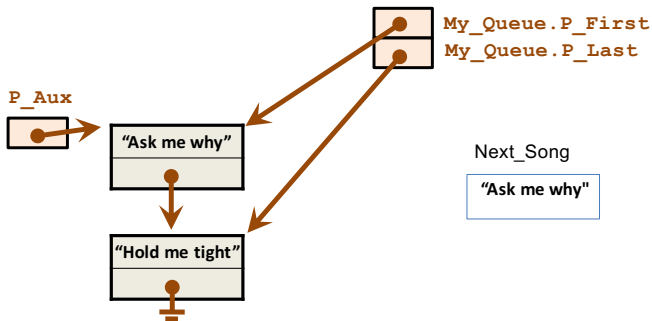 My_Queue.P_First
My_Queue.P_Last
P_Aux
“Ask me why”
Next_Song
“Ask me why"
“Hold me tight”